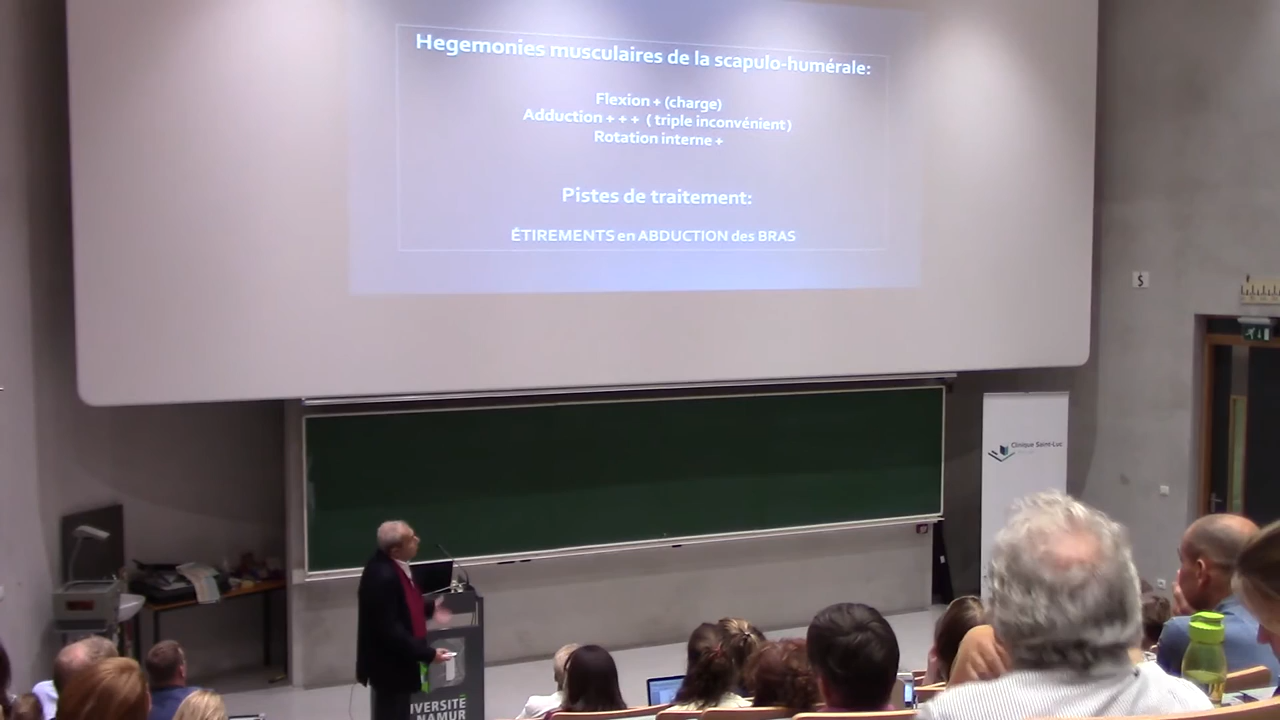 Hegemonies musculaires de la scapulo-humérale:
Flexion + (charge)
Adduction + + + ( triple inconvénient)
Rotation interne +
Pistes de traitement:
ÉTIREMENTS en ABDUCTION des BRAS
Clinique Saint-Luc
IVERSITÉ
NAMUR